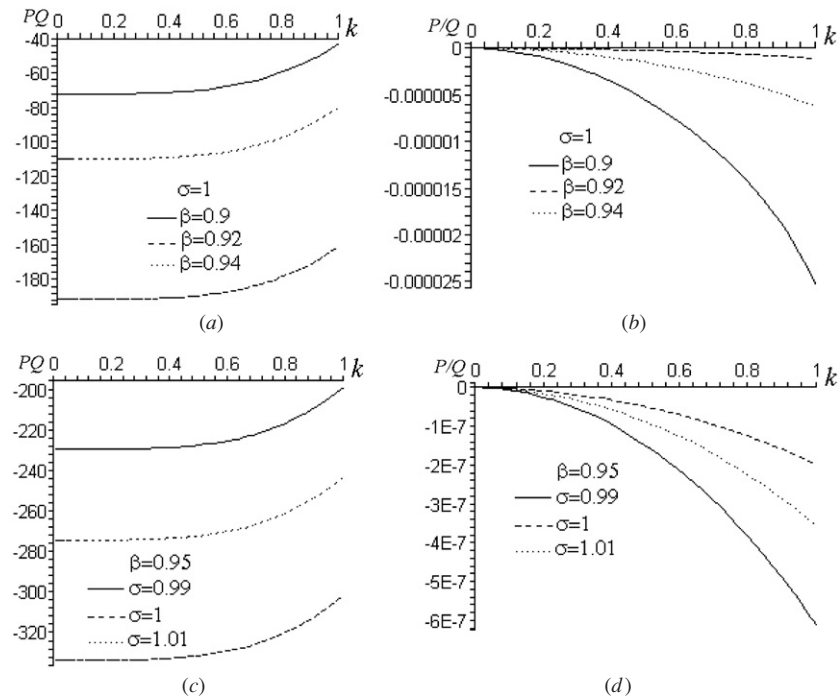 PQ 0 0.2 0.4 0.6 0.8 1 k
-40
-60
-80
-100
-110
-120
-140
-160
-180
σ=1
β=0.9
β=0.92
β=0.94
(a)
P/Q 0.2 0.4 0.6 0.8 1 k
0
-0.000005
-0.00001
-0.000015
-0.00002
-0.000025
σ=1
β=0.9
β=0.92
β=0.94
(b)
PQ 0 0.2 0.4 0.6 0.8 1 k
-200
-220
-240
-260
-280
-300
-320
β=0.95
σ=0.99
σ=1
σ=1.01
(c)
P/Q 0.2 0.4 0.6 0.8 1 k
0
-1E-7
-2E-7
-3E-7
-4E-7
-5E-7
-6E-7
β=0.95
σ=0.99
σ=1
σ=1.01
(d)